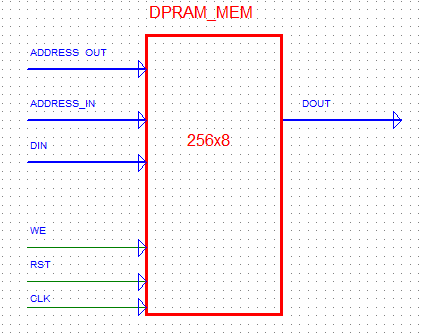 DPRAM_MEM
ADDRESS_OUT
ADDRESS_IN
DOUT
256x8
DIN
WE
RST
CLK